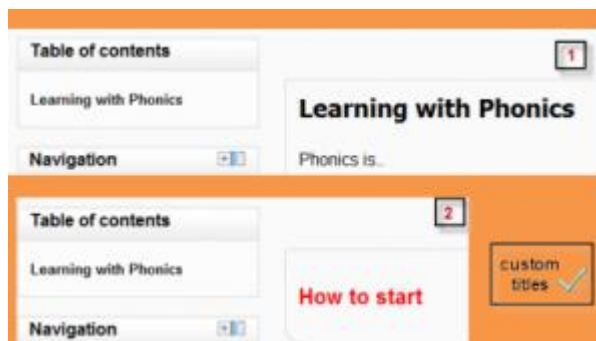 Table of contents
1
Learning with Phonics
Learning with Phonics
Navigation
Phonics is..
Table of contents
2
Learning with Phonics
custom
titles
How to start
Navigation